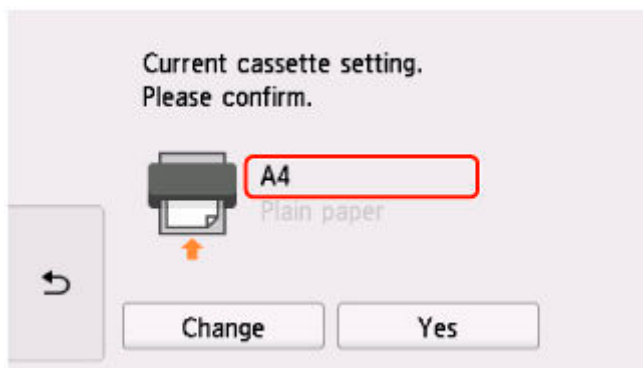 Current cassette setting.
Please confirm.
A4
Plain paper
Change
Yes